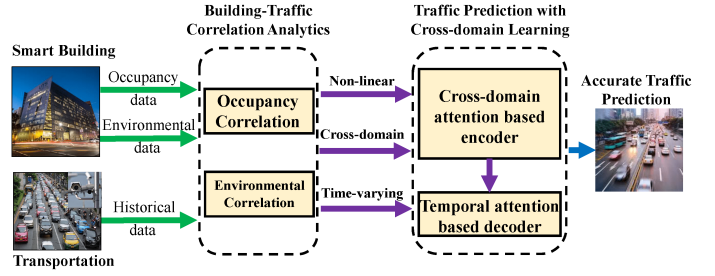 Building-Traffic
Correlation Analytics
Traffic Prediction with
Cross-domain Learning
Smart Building
Occupancy
data
Environmental
data
Historical
data
Transportation
Occupancy
Correlation
Environmental
Correlation
Non-linear
Cross-domain
Time-varying
Cross-domain
attention based
encoder
Temporal attention
based decoder
Accurate Traffic
Prediction